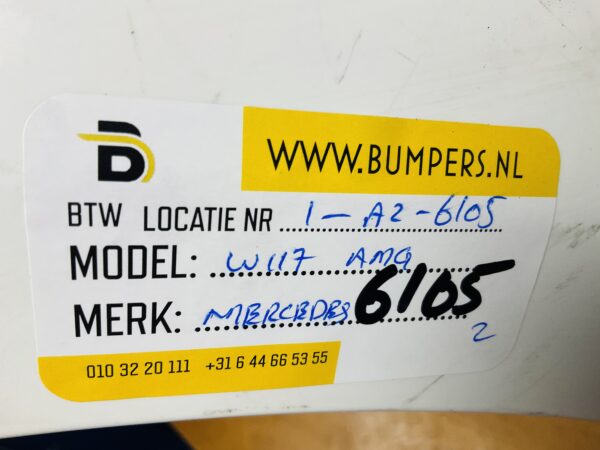 B
WWW.BUMPERS.NL
BTW LOCATIE NR 1-A2-6105
MODEL: W117 AMG
MERK: MERCEDES 6105
2
010 32 20 111 +31 6 44 66 53 55